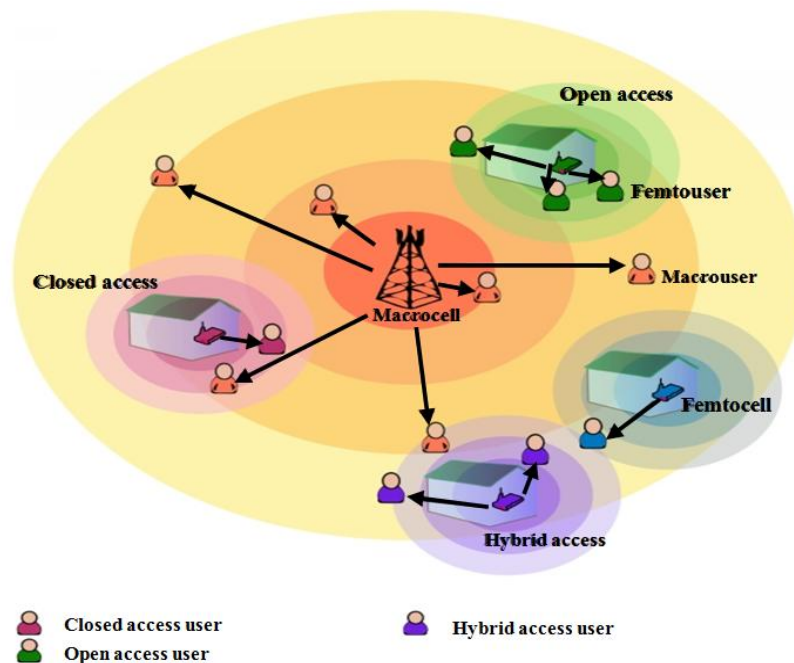 Open access
Femtouser
Closed access
Macrouser
Macrocell
Femtocell
Hybrid access
Closed access user
Hybrid access user
Open access user